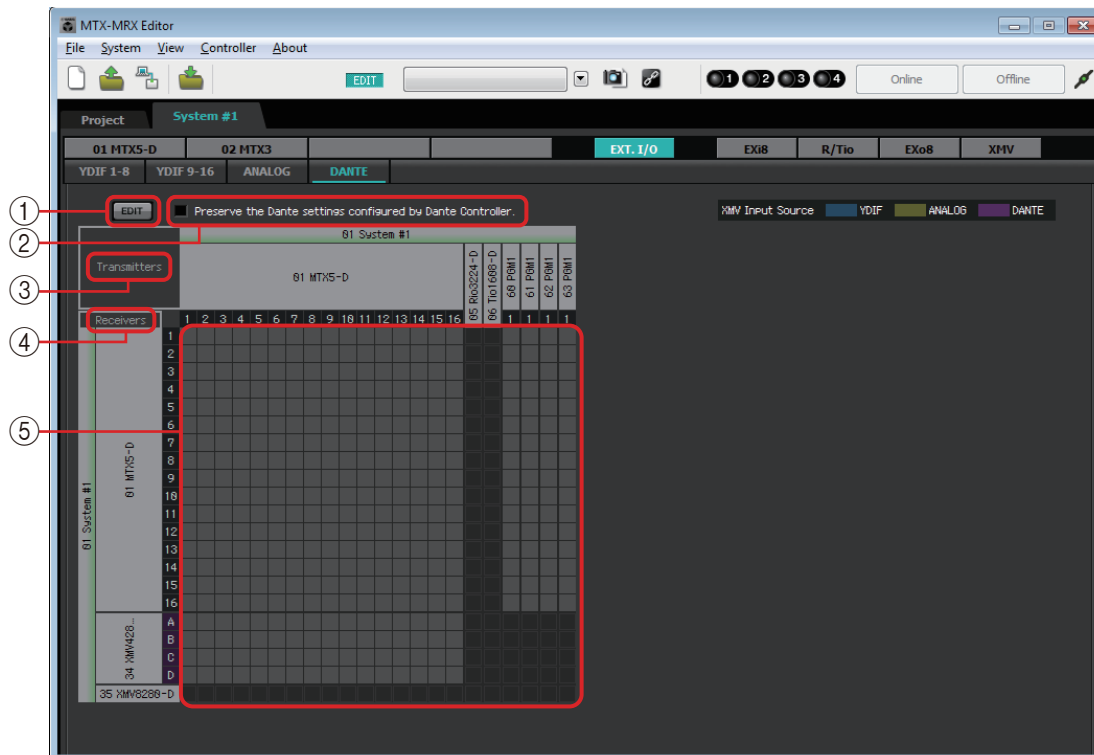 MTX-MRX Editor
File System View Controller About
EDIT 1 2 3 4 Online Offline
Project System #1
01 MTX5-D 02 MTX3 EXT. I/O EXi8 R/Tio EXo8 XMV
YDIF 1-8 YDIF 9-16 ANALOG DANTE
1 EDIT Preserve the Dante settings configured by Dante Controller. XMV Input Source YDIF ANALOG DANTE
2
01 System #1
Transmitters
01 MTX5-D
05 Rio3224-D
06 Tio1608-D
60 PGM1
61 PGM1
62 PGM1
63 PGM1
3
Receivers 1 2 3 4 5 6 7 8 9 10 11 12 13 14 15 16 1 1 1 1
4
5
01 System #1
01 MTX5-D
1
2
3
4
5
6
7
8
9
10
11
12
13
14
15
16
34 XMV428...
A
B
C
D
35 XMV8280-D